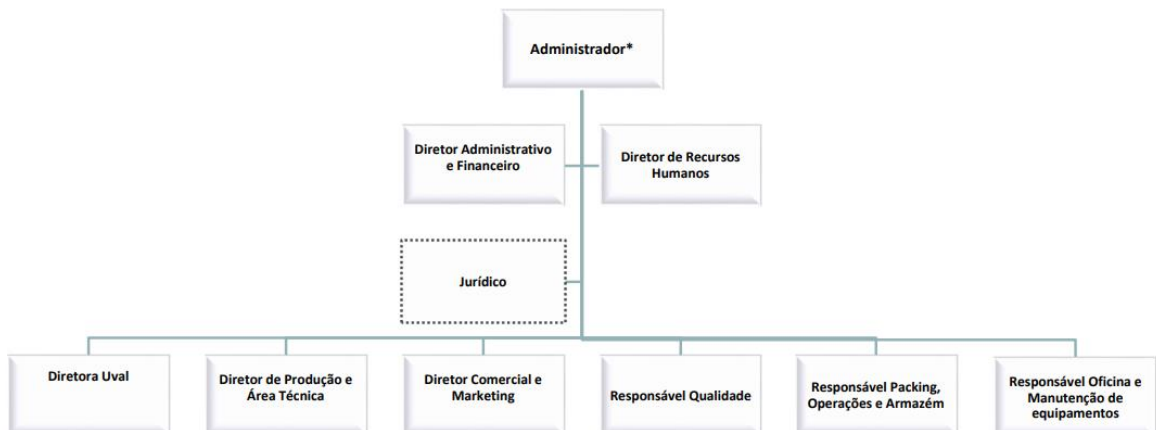 Administrador*
Diretor Administrativo
e Financeiro
Diretor de Recursos
Humanos
Jurídico
Diretora Uval
Diretor de Produção e
Área Técnica
Diretor Comercial e
Marketing
Responsável Qualidade
Responsável Packing,
Operações e Armazém
Responsável Oficina e
Manutenção de
equipamentos